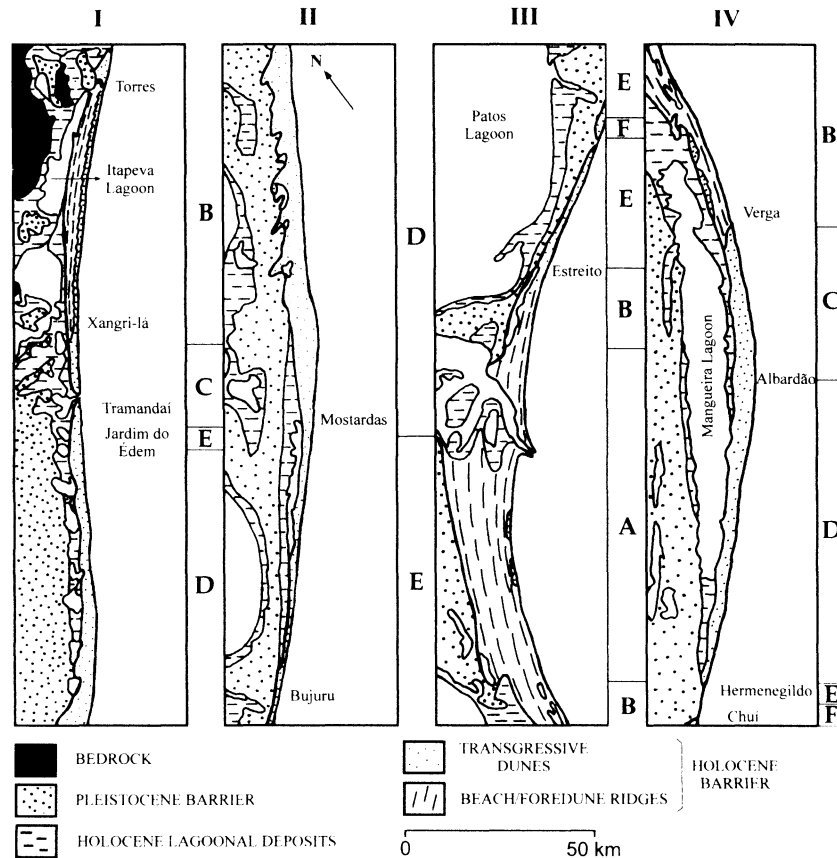 I
II
III
IV
Torres
Itapeva
Lagoon
Xangri-lá
Tramandaí
Jardim do
Édem
B
C
E
D
N
Mostardas
Bujuru
D
E
Patos
Lagoon
Estreito
E
F
E
B
A
B
Verga
Mangueira Lagoon
Albardão
Hermenegildo
Chuí
B
C
D
E
F
BEDROCK
PLEISTOCENE BARRIER
HOLOCENE LAGOONAL DEPOSITS
TRANSGRESSIVE
DUNES
BEACH/FOREDUNE RIDGES
HOLOCENE
BARRIER
0 50 km